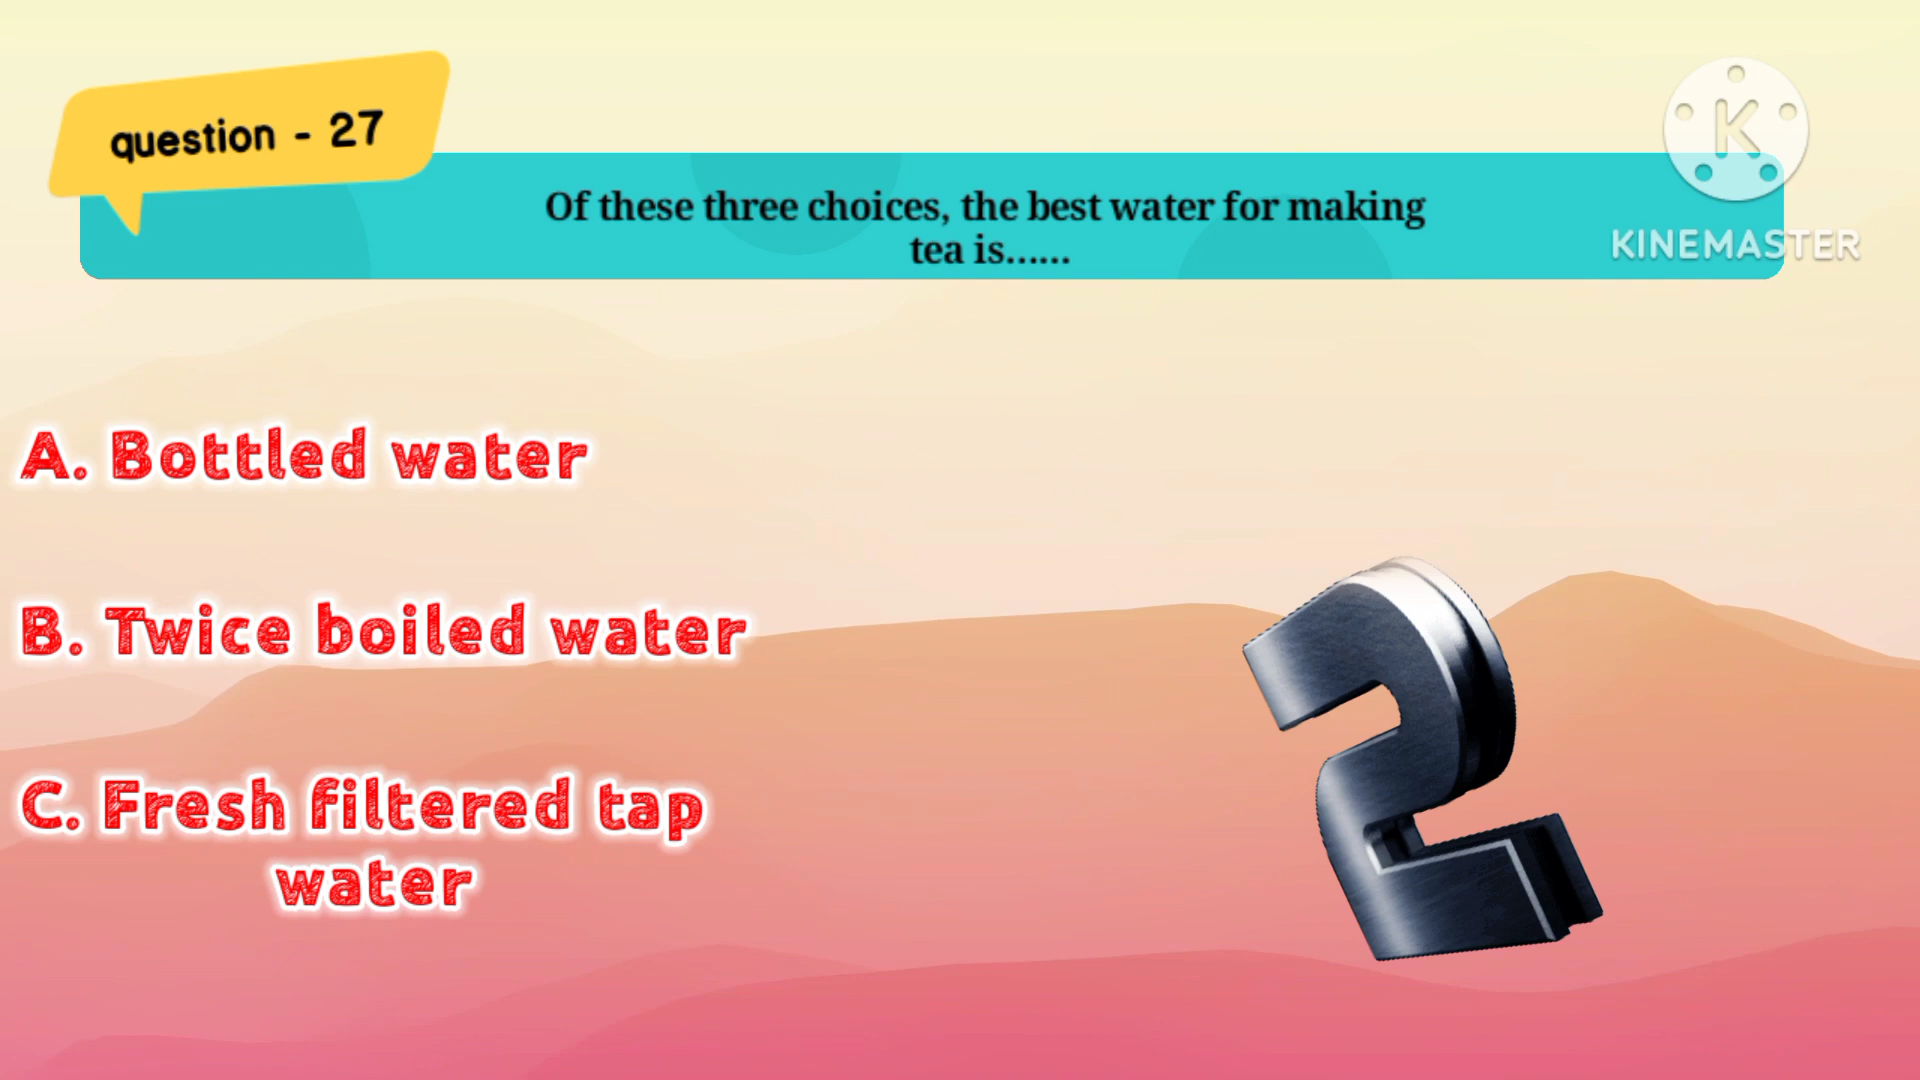 question - 27
K
KINEMASTER
Of these three choices, the best water for making
tea is......
A. Bottled water
B. Twice boiled water
C. Fresh filtered tap
water
2